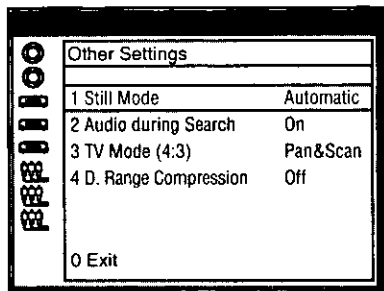 Other Settings
1 Still Mode Automatic
2 Audio during Search On
3 TV Mode (4:3) Pan&Scan
4 D. Range Compression Off
0 Exit